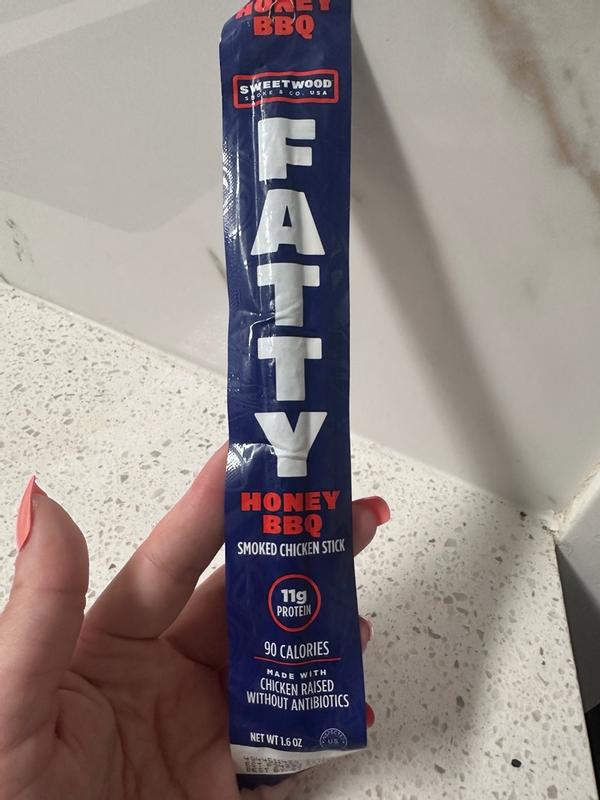 HONEY
BBQ
SWEETWOOD
SMOKE & CO. USA
FATTY
HONEY
BBQ
SMOKED CHICKEN STICK
11g
PROTEIN
90 CALORIES
MADE WITH
CHICKEN RAISED
WITHOUT ANTIBIOTICS
NET WT 1.6 OZ
U.S.
BEST